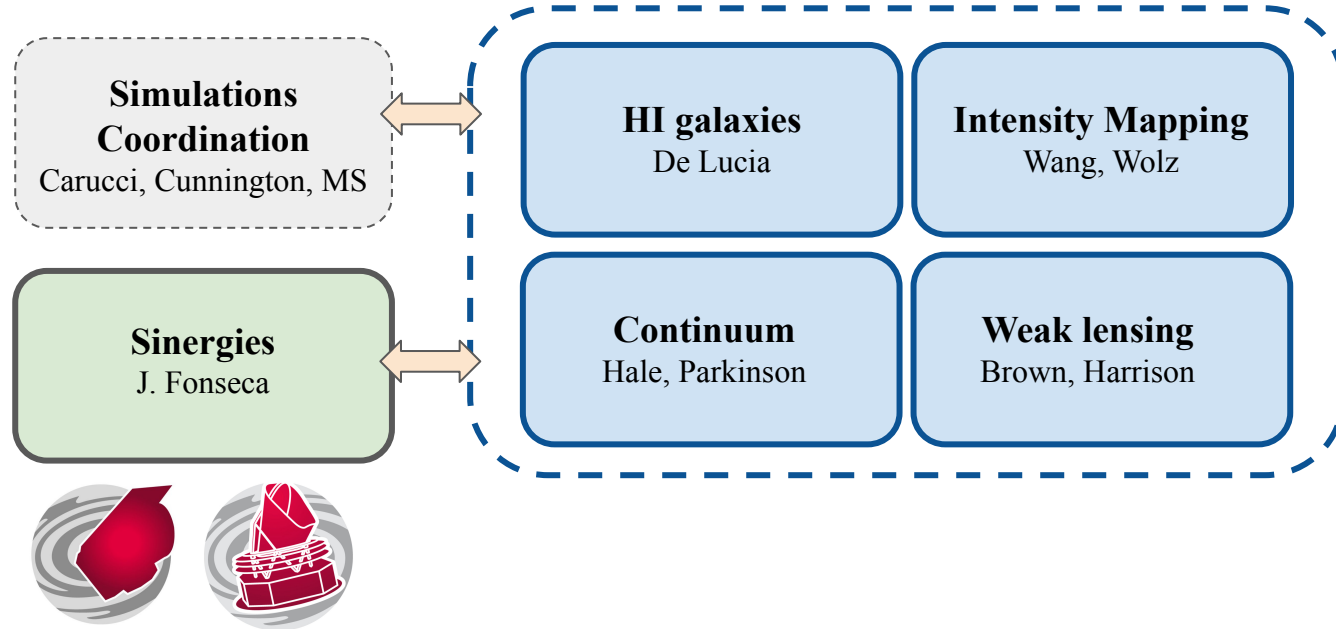 Simulations
Coordination
Carucci, Cunnington, MS
HI galaxies
De Lucia
Intensity Mapping
Wang, Wolz
Sinergies
J. Fonseca
Continuum
Hale, Parkinson
Weak lensing
Brown, Harrison